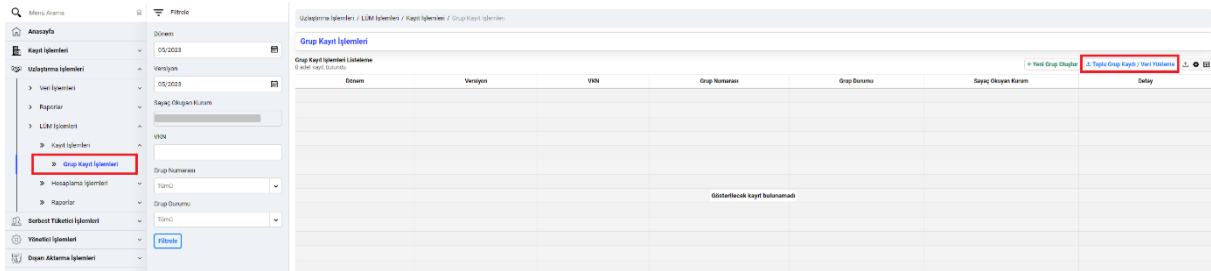 Menü Arama
Anasayfa
Kayıt İşlemleri
Uzlaştırma İşlemleri
Veri İşlemleri
Raporlar
LÜM İşlemleri
Kayıt İşlemleri
Grup Kayıt İşlemleri
Hesaplama İşlemleri
Raporlar
Serbest Tüketici İşlemleri
Yönetici İşlemleri
Dışarı Aktarma İşlemleri
Filtrele
Dönem
05/2023
Versiyon
05/2023
Sayaç Okuyan Kurum
VKN
Grup Numarası
Tümü
Grup Durumu
Tümü
Filtrele
Uzlaştırma İşlemleri / LÜM İşlemleri / Kayıt İşlemleri / Grup Kayıt İşlemleri
Grup Kayıt İşlemleri
Grup Kayıt İşlemleri Listeleme
0 adet kayıt bulundu
+ Yeni Grup Oluştur
Toplu Grup Kaydı / Veri Yükleme
Dönem Versiyon VKN Grup Numarası Grup Durumu Sayaç Okuyan Kurum Detay
Gösterilecek kayıt bulunamadı